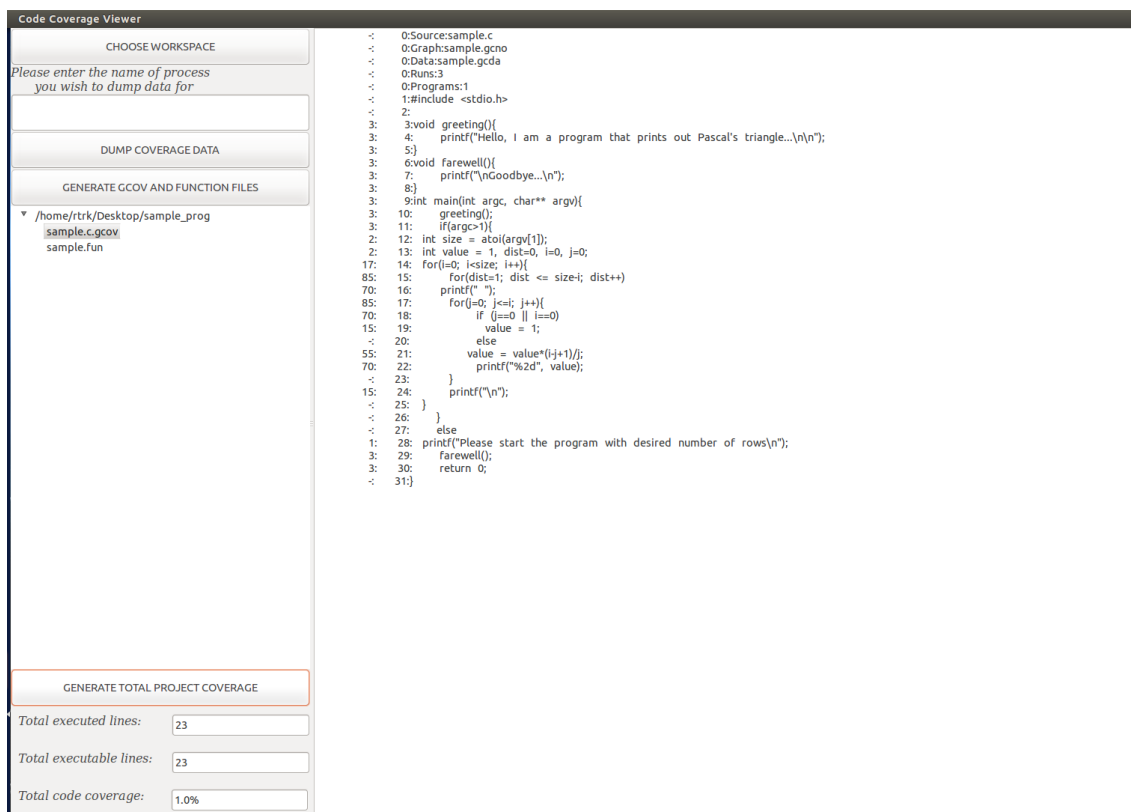 Code Coverage Viewer
CHOOSE WORKSPACE
Please enter the name of process
you wish to dump data for
DUMP COVERAGE DATA
GENERATE GCOV AND FUNCTION FILES
/home/rtrk/Desktop/sample_prog
sample.c.gcov
sample.fun
GENERATE TOTAL PROJECT COVERAGE
Total executed lines: 23
Total executable lines: 23
Total code coverage: 1.0%
-: 0:Source:sample.c
-: 0:Graph:sample.gcno
-: 0:Data:sample.gcda
-: 0:Runs:3
-: 0:Programs:1
-: 1:#include <stdio.h>
-: 2:
3: 3:void greeting(){
3: 4: printf("Hello, I am a program that prints out Pascal's triangle...\n\n");
3: 5:}
3: 6:void farewell(){
3: 7: printf("\nGoodbye...\n");
3: 8:}
3: 9:int main(int argc, char** argv){
3: 10: greeting();
3: 11: if(argc>1){
2: 12: int size = atoi(argv[1]);
2: 13: int value = 1, dist=0, i=0, j=0;
17: 14: for(i=0; i<size; i++){
85: 15: for(dist=1; dist <= size-i; dist++)
70: 16: printf(" ");
85: 17: for(j=0; j<=i; j++){
70: 18: if (j==0 || i==0)
15: 19: value = 1;
-: 20: else
55: 21: value = value*(i-j+1)/j;
70: 22: printf("%2d", value);
-: 23: }
15: 24: printf("\n");
-: 25: }
-: 26: }
-: 27: else
1: 28: printf("Please start the program with desired number of rows\n");
3: 29: farewell();
3: 30: return 0;
-: 31:}